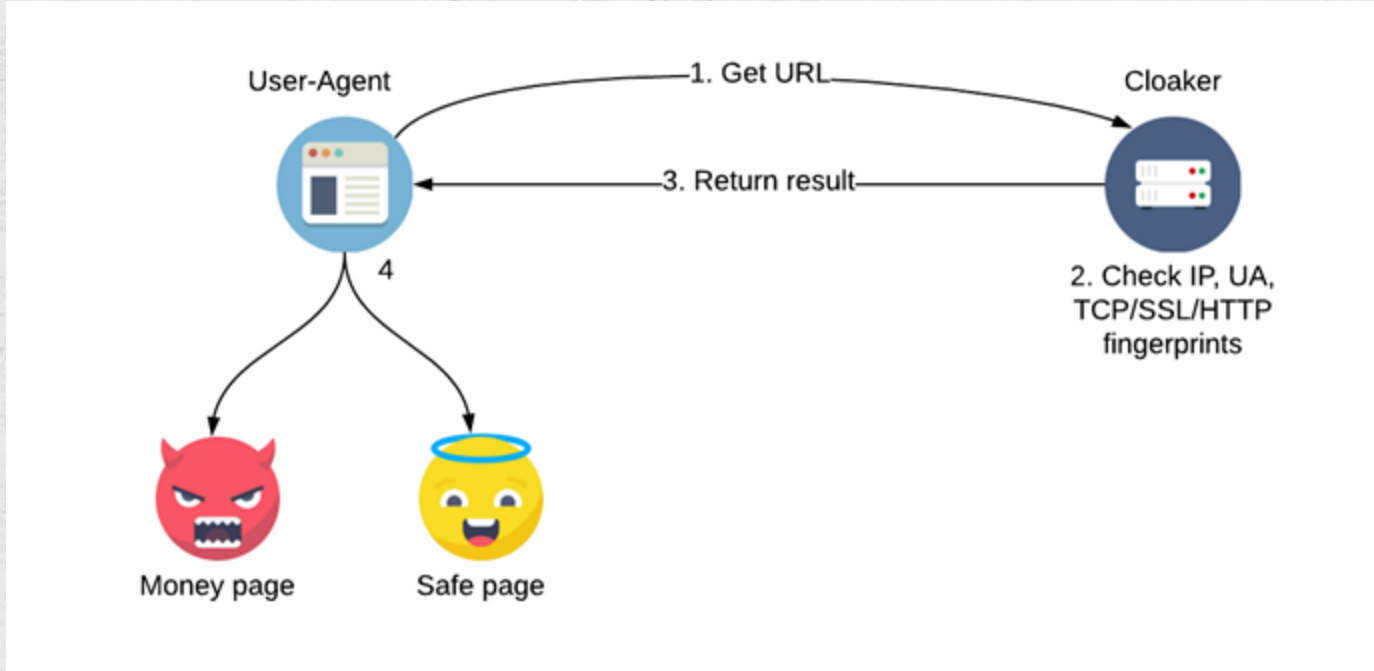 User-Agent
1. Get URL
Cloaker
3. Return result
4
2. Check IP, UA,
TCP/SSL/HTTP
fingerprints
Money page
Safe page